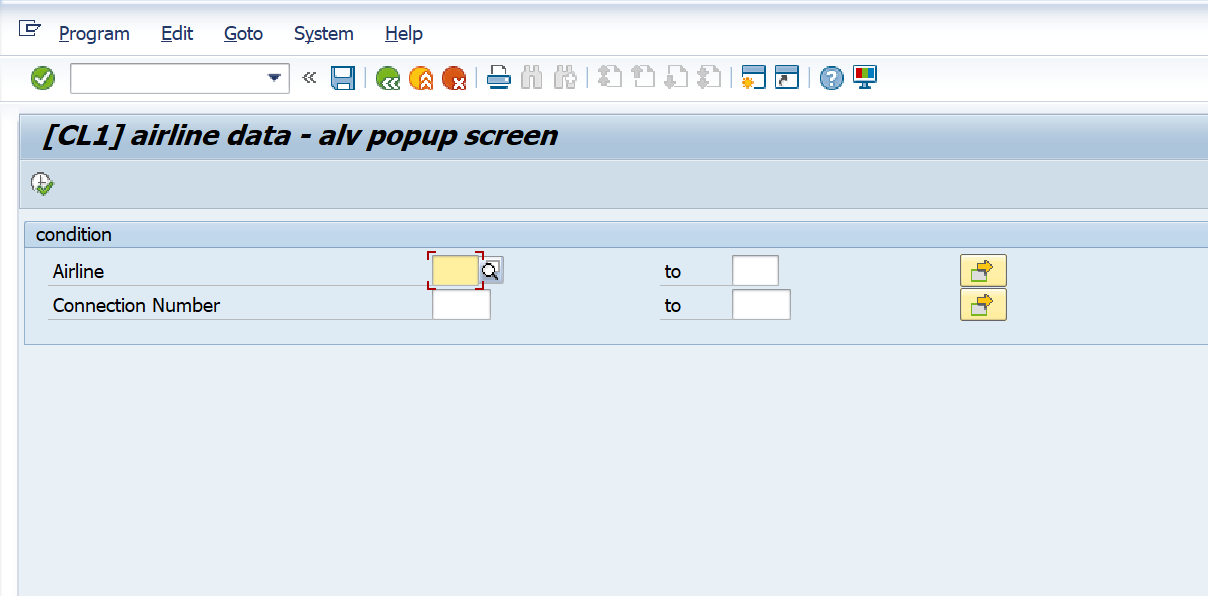 Program Edit Goto System Help
[CL1] airline data - alv popup screen
condition
Airline to
Connection Number to